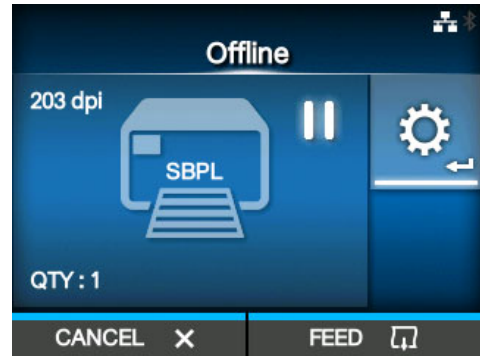 Offline
203 dpi
SBPL
QTY : 1
CANCEL
FEED